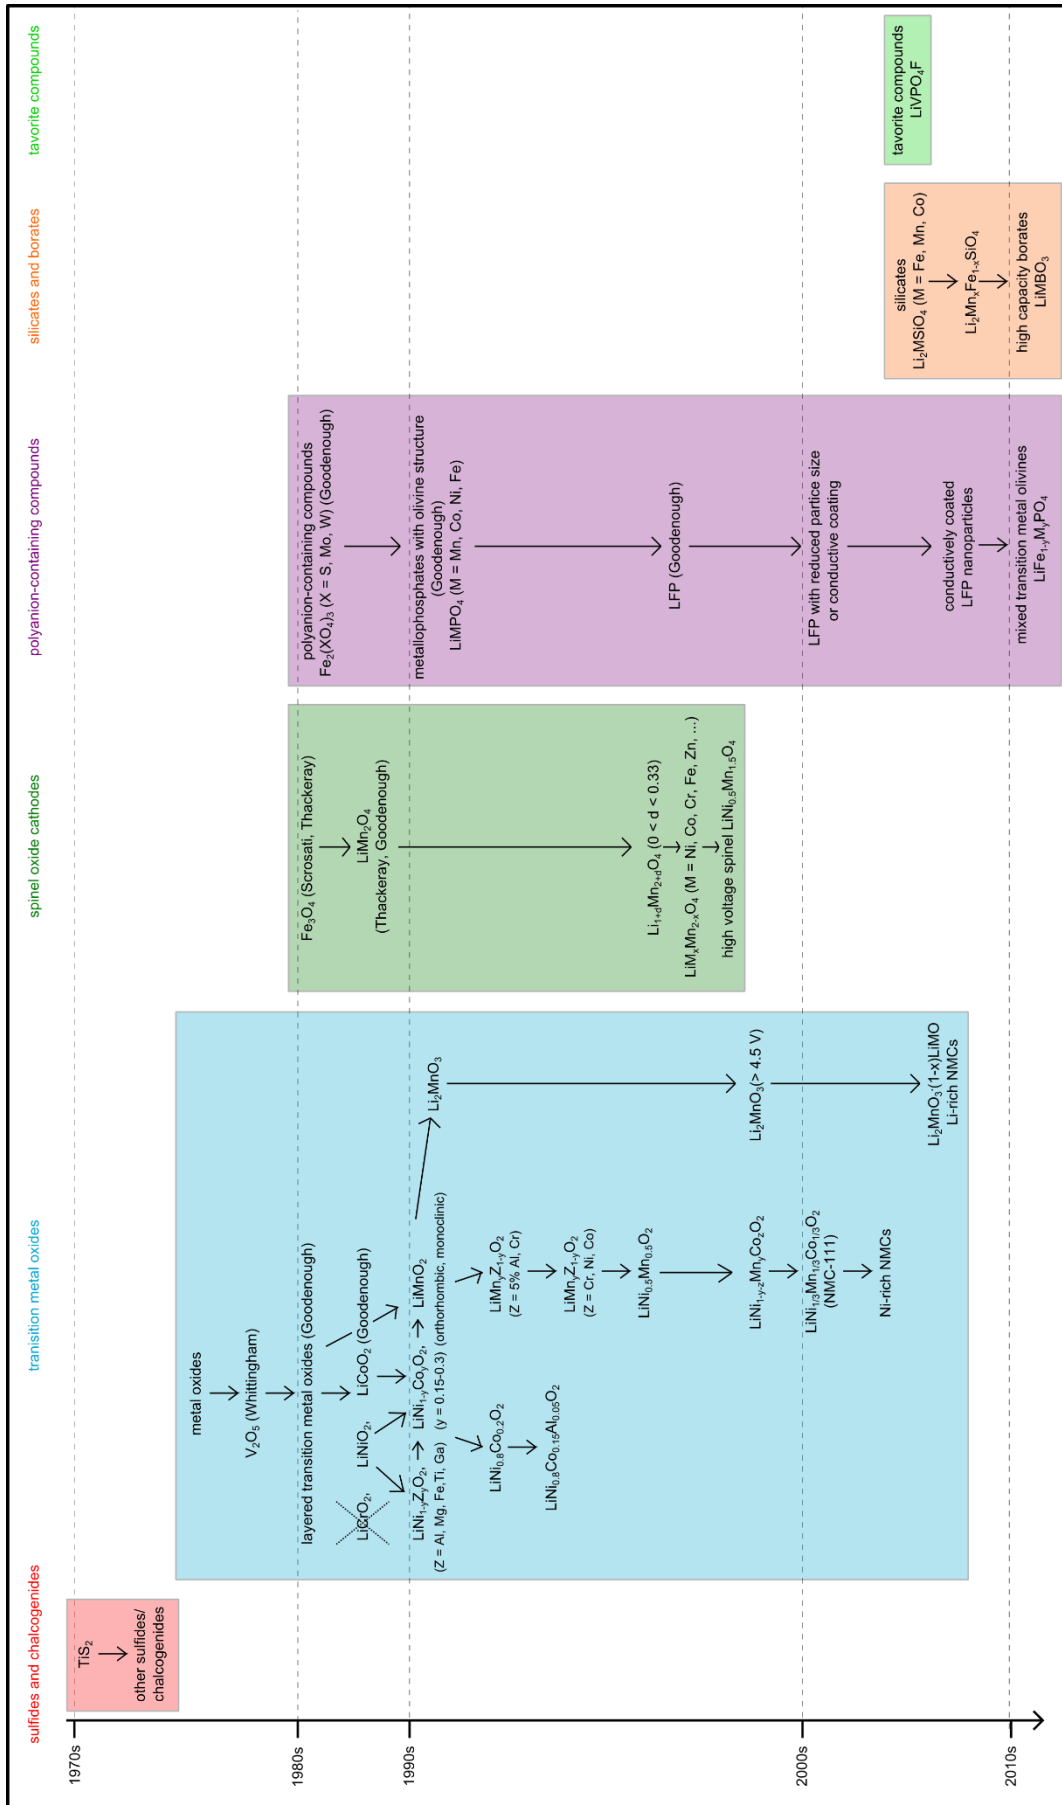 sulfides and chalcogenides
tranisition metal oxides
spinel oxide cathodes
polyanion-containing compounds
silicates and borates
tavorite compounds
1970s
1980s
1990s
2000s
2010s
TiS₂
other sulfides/
chalcogenides
metal oxides
V₂O₅ (Whittingham)
layered transition metal oxides (Goodenough)
LiCrO₂, LiNiO₂, LiCoO₂ (Goodenough)
LiNi₁₋yZyO₂, LiNi₁₋yCoyO₂, LiMnO₂
(Z = Al, Mg, Fe,Ti, Ga) (y = 0.15-0.3) (orthorhombic, monoclinic)
Li₂MnO₃
LiNi₀.₈Co₀.₂O₂
LiNi₀.₈Co₀.₁₅Al₀.₀₅O₂
LiMnyZ₁₋yO₂
(Z = 5% Al, Cr)
LiMnyZ₁₋yO₂
(Z = Cr, Ni, Co)
LiNi₀.₅Mn₀.₅O₂
LiNi₁₋y₋zMnyCozO₂
LiNi₁/₃Mn₁/₃Co₁/₃O₂
(NMC-111)
Ni-rich NMCs
Li₂MnO₃(> 4.5 V)
Li₂MnO₃·(1-x)LiMO
Li-rich NMCs
Fe₃O₄ (Scrosati, Thackeray)
LiMn₂O₄
(Thackeray, Goodenough)
Li₁₊dMn₂₊dO₄ (0 < d < 0.33)
LiMₓMn₂₋ₓO₄ (M = Ni, Co, Cr, Fe, Zn, ...)
high voltage spinel LiNi₀.₅Mn₁.₅O₄
polyanion-containing compounds
Fe₂(XO₄)₃ (X = S, Mo, W) (Goodenough)
metallophosphates with olivine structure
(Goodenough)
LiMPO₄ (M = Mn, Co, Ni, Fe)
LFP (Goodenough)
LFP with reduced partice size
or conductive coating
conductively coated
LFP nanoparticles
mixed transition metal olivines
LiFe₁₋yMyPO₄
silicates
Li₂MSiO₄ (M = Fe, Mn, Co)
Li₂MnₓFe₁₋ₓSiO₄
high capacity borates
LiMBO₃
tavorite compounds
LiVPO₄F